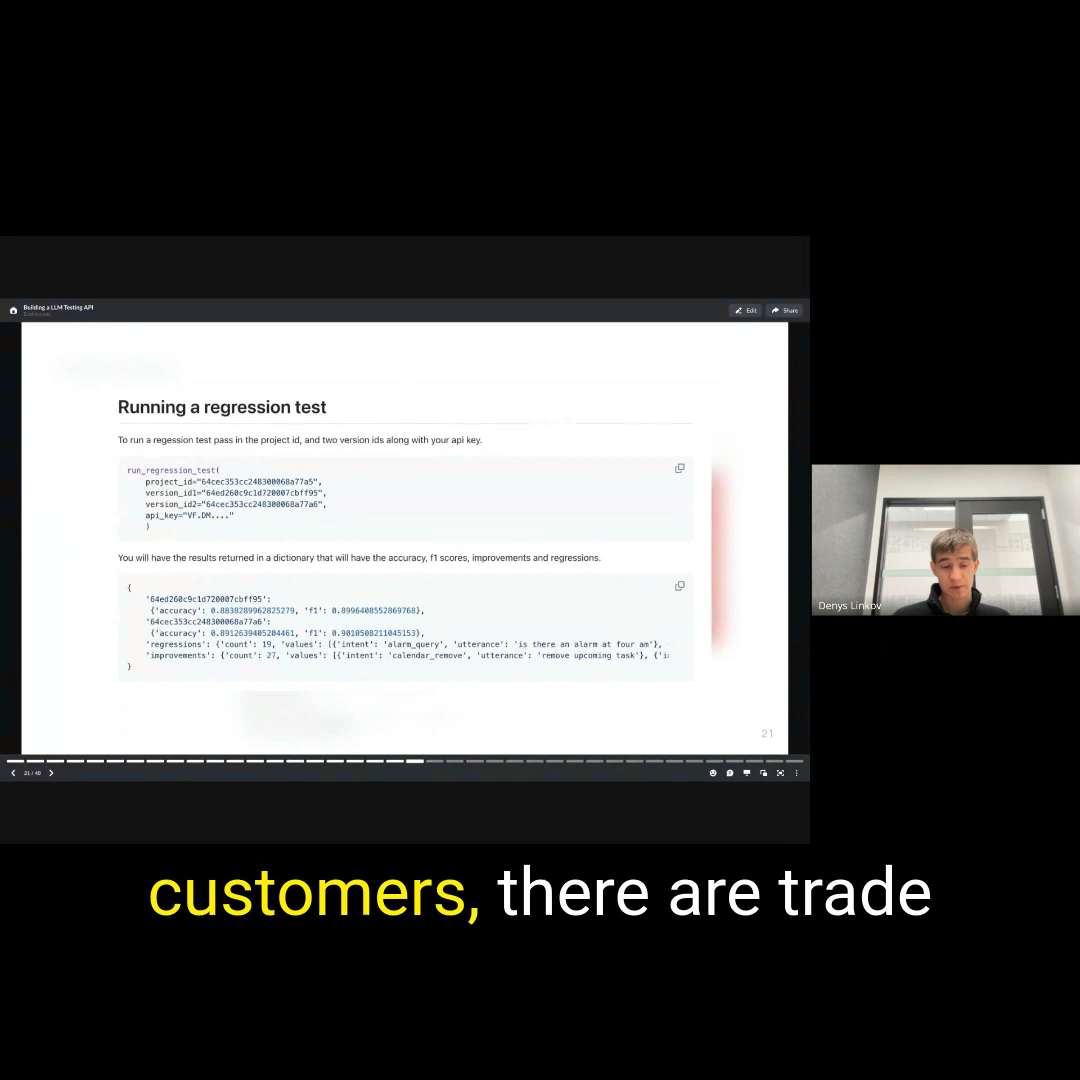 Building a LLM Testing API
Edit
Share
Running a regression test
To run a regession test pass in the project id, and two version ids along with your api key.
run_regression_test(
project_id="64cec353cc248300068a77a5",
version_id1="64ed260c9c1d720007cbff95",
version_id2="64cec353cc248300068a77a6",
api_key="VF.DM...."
)
You will have the results returned in a dictionary that will have the accuracy, f1 scores, improvements and regressions.
{
'64ed260c9c1d720007cbff95':
{'accuracy': 0.8838289962825279, 'f1': 0.8996408552869768},
'64cec353cc248300068a77a6':
{'accuracy': 0.8912639405204461, 'f1': 0.9010508211045153},
'regressions': {'count': 19, 'values': [{'intent': 'alarm_query', 'utterance': 'is there an alarm at four am'},
'improvements': {'count': 27, 'values': [{'intent': 'calendar_remove', 'utterance': 'remove upcoming task'}, {'i
}
21
21 / 40
Denys Linkov
customers, there are trade